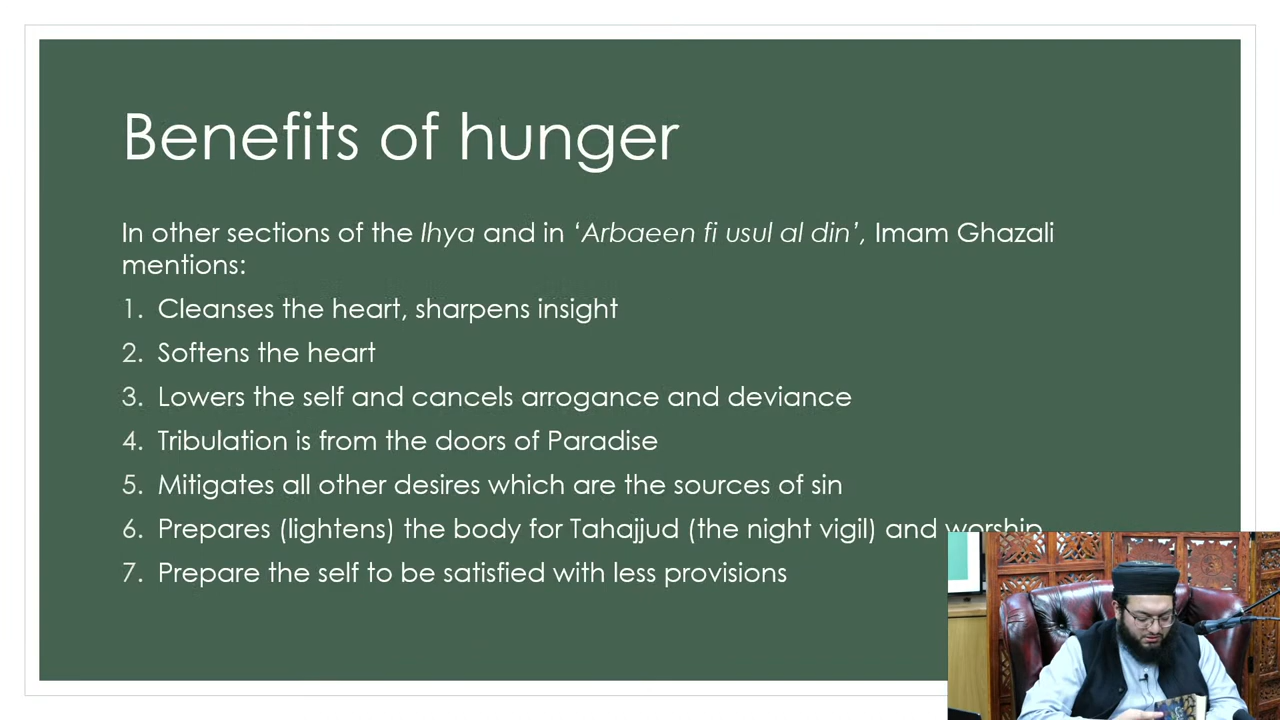 Benefits of hunger
In other sections of the Ihya and in ‘Arbaeen fi usul al din’, Imam Ghazali
mentions:
1. Cleanses the heart, sharpens insight
2. Softens the heart
3. Lowers the self and cancels arrogance and deviance
4. Tribulation is from the doors of Paradise
5. Mitigates all other desires which are the sources of sin
6. Prepares (lightens) the body for Tahajjud (the night vigil) and worship
7. Prepare the self to be satisfied with less provisions